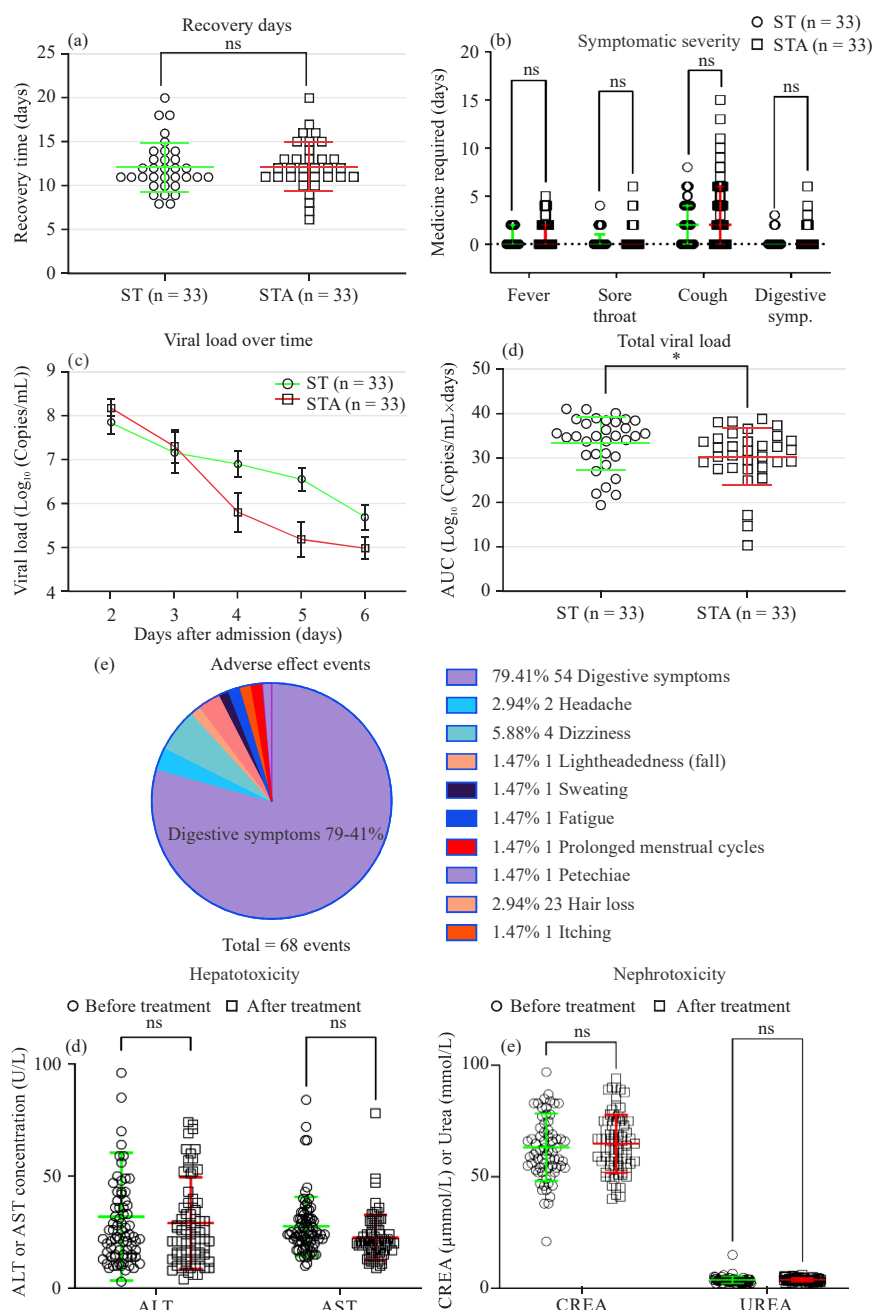 (a)
Recovery days
ns
Recovery time (days)
25
20
15
10
5
0
ST (n = 33)
STA (n = 33)
(b)
Symptomatic severity
ST (n = 33)
STA (n = 33)
ns
ns
ns
ns
Medicine required (days)
20
15
10
5
0
Fever
Sore throat
Cough
Digestive symp.
(c)
Viral load over time
ST (n = 33)
STA (n = 33)
Viral load (Log₁₀ (Copies/mL))
9
8
7
6
5
4
2
3
4
5
6
Days after admission (days)
(d)
Total viral load
*
AUC (Log₁₀ (Copies/mL×days)
50
40
30
20
10
0
ST (n = 33)
STA (n = 33)
(e)
Adverse effect events
Digestive symptoms 79-41%
Total = 68 events
79.41% 54 Digestive symptoms
2.94% 2 Headache
5.88% 4 Dizziness
1.47% 1 Lightheadedness (fall)
1.47% 1 Sweating
1.47% 1 Fatigue
1.47% 1 Prolonged menstrual cycles
1.47% 1 Petechiae
2.94% 23 Hair loss
1.47% 1 Itching
Hepatotoxicity
Before treatment
After treatment
(d)
ns
ns
ALT or AST concentration (U/L)
100
50
0
ALT
AST
Nephrotoxicity
Before treatment
After treatment
(e)
ns
ns
CREA (μmmol/L) or Urea (mmol/L)
100
50
0
CREA
UREA